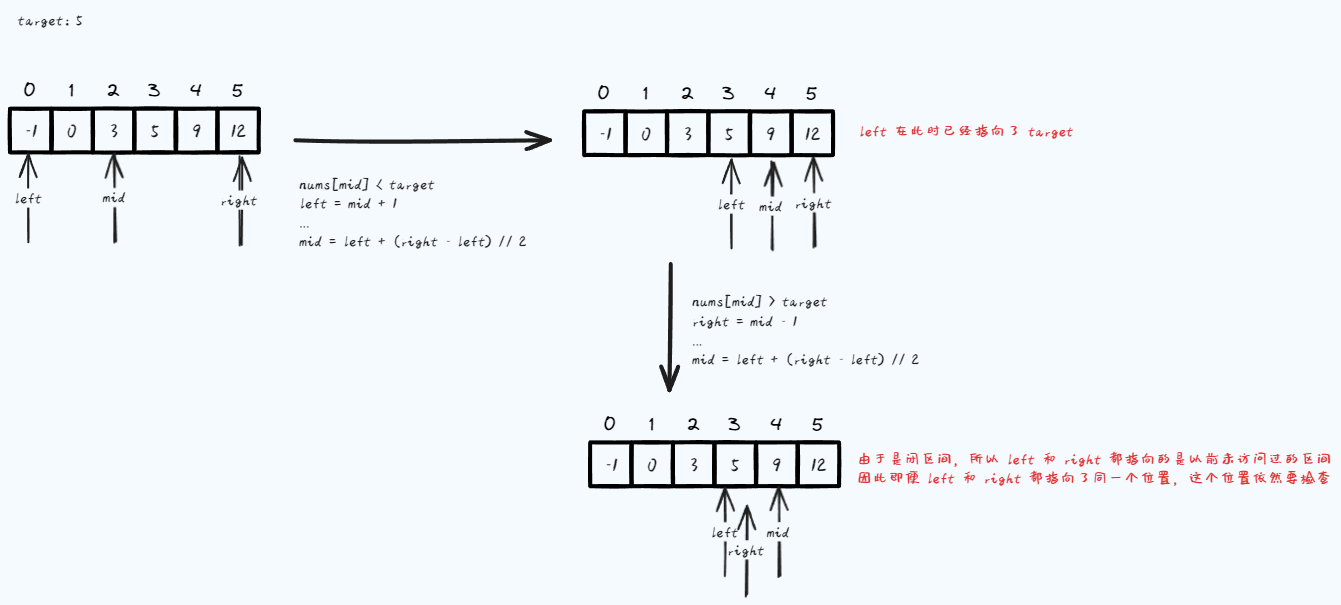 target: 5
0 1 2 3 4 5
-1 0 3 5 9 12
left mid right
nums[mid] < target
left = mid + 1
...
mid = left + (right - left) // 2
0 1 2 3 4 5
-1 0 3 5 9 12
left 在此时已经指向了 target
left mid right
nums[mid] > target
right = mid - 1
...
mid = left + (right - left) // 2
0 1 2 3 4 5
-1 0 3 5 9 12
由于是闭区间，所以 left 和 right 都指向的是以前未访问过的区间
因此即便 left 和 right 都指向了同一个位置，这个位置依然要检查
left mid
right